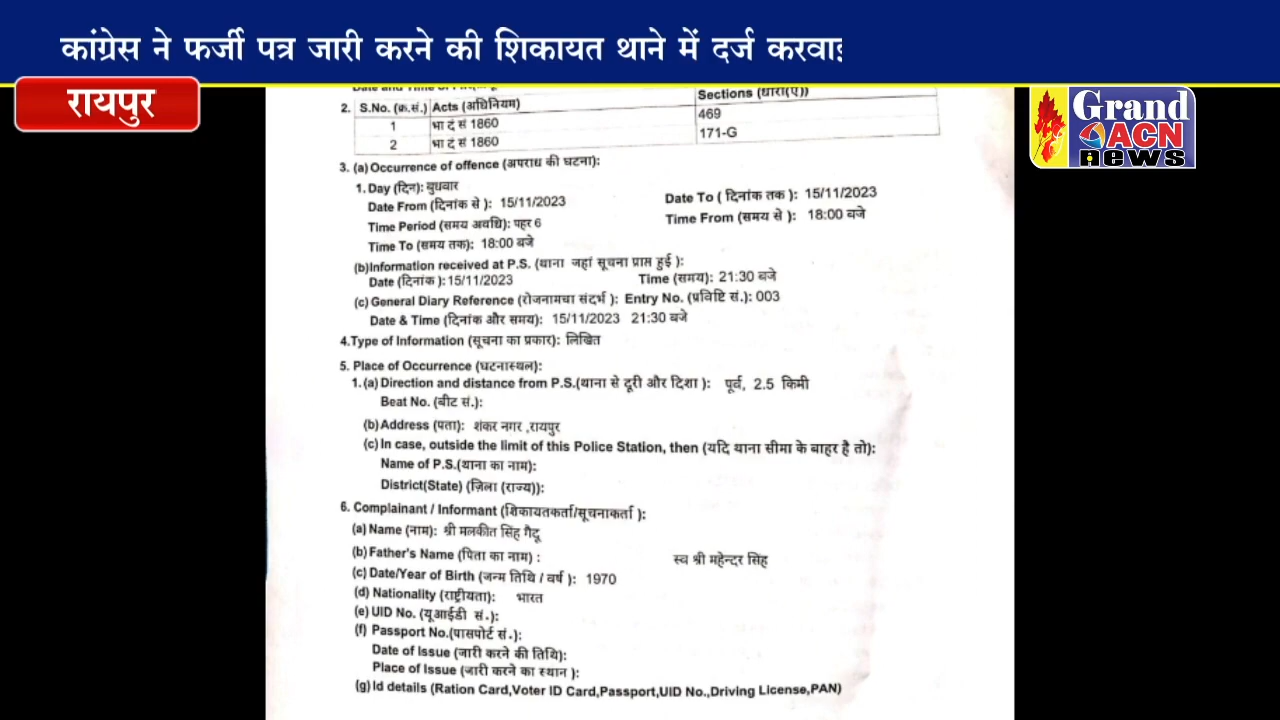 कांग्रेस ने फर्जी पत्र जारी करने की शिकायत थाने में दर्ज
रायपुर
Grand
ACN
news
2. S.No. (क्र.सं.) Acts (अधिनियम) Sections (धारा(एँ))
1 भा दं सं 1860 469
2 भा दं सं 1860 171-G
3. (a) Occurrence of offence (अपराध की घटना):
1. Day (दिन): बुधवार
Date From (दिनांक से ): 15/11/2023 Date To ( दिनांक तक ): 15/11/2023
Time Period (समय अवधि): पहर 6 Time From (समय से ): 18:00 बजे
Time To (समय तक): 18:00 बजे
(b)Information received at P.S. (थाना जहां सूचना प्राप्त हुई ):
Date (दिनांक ): 15/11/2023 Time (समय): 21:30 बजे
(c) General Diary Reference (रोजनामचा संदर्भ ): Entry No. (प्रविष्टि सं.): 003
Date & Time (दिनांक और समय): 15/11/2023 21:30 बजे
4.Type of Information (सूचना का प्रकार): लिखित
5. Place of Occurrence (घटनास्थल):
1. (a) Direction and distance from P.S.(थाना से दूरी और दिशा ): पूर्व, 2.5 किमी
Beat No. (बीट सं.):
(b) Address (पता): शंकर नगर ,रायपुर
(c) In case, outside the limit of this Police Station, then (यदि थाना सीमा के बाहर है तो):
Name of P.S.(थाना का नाम):
District(State) (ज़िला (राज्य)):
6. Complainant / Informant (शिकायतकर्ता/सूचनाकर्ता ):
(a) Name (नाम): श्री मलकीत सिंह गैदू
(b) Father's Name (पिता का नाम) : स्व श्री महेन्दर सिंह
(c) Date/Year of Birth (जन्म तिथि / वर्ष ): 1970
(d) Nationality (राष्ट्रीयता): भारत
(e) UID No. (यूआईडी सं.):
(f) Passport No.(पासपोर्ट सं.):
Date of Issue (जारी करने की तिथि):
Place of Issue (जारी करने का स्थान ):
(g) Id details (Ration Card,Voter ID Card,Passport,UID No.,Driving License,PAN)